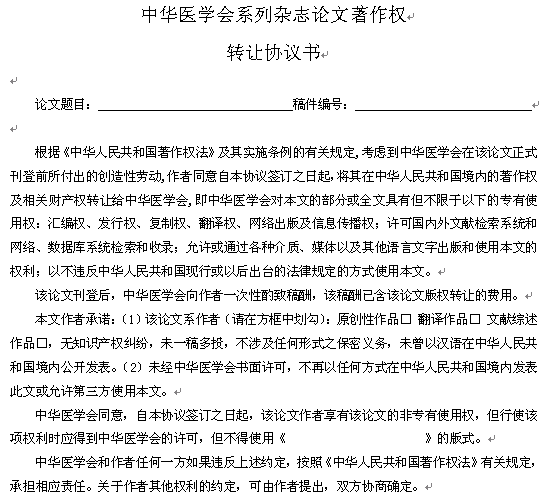 中华医学会系列杂志论文著作权
转让协议书
论文题目：稿件编号：
根据《中华人民共和国著作权法》及其实施条例的有关规定,考虑到中华医学会在该论文正式
刊登前所付出的创造性劳动,作者同意自本协议签订之日起，将其在中华人民共和国境内的著作权
及相关财产权转让给中华医学会,即中华医学会对本文的部分或全文具有但不限于以下的专有使
用权：汇编权、发行权、复制权、翻译权、网络出版及信息传播权；许可国内外文献检索系统和
网络、数据库系统检索和收录；允许或通过各种介质、媒体以及其他语言文字出版和使用本文的
权利；以不违反中华人民共和国现行或以后出台的法律规定的方式使用本文。
该论文刊登后，中华医学会向作者一次性酌致稿酬，该稿酬已含该论文版权转让的费用。
本文作者承诺：（1）该论文系作者（请在方框中划勾）：原创性作品□ 翻译作品□ 文献综述
作品□，无知识产权纠纷，未一稿多投，不涉及任何形式之保密义务，未曾以汉语在中华人民共
和国境内公开发表。（2）未经中华医学会书面许可，不再以任何方式在中华人民共和国境内发表
此文或允许第三方使用本文。
中华医学会同意，自本协议签订之日起，该论文作者享有该论文的非专有使用权，但行使该
项权利时应得到中华医学会的许可，但不得使用《 》的版式。
中华医学会和作者任何一方如果违反上述约定，按照《中华人民共和国著作权法》有关规定，
承担相应责任。关于作者其他权利的约定，可由作者提出，双方协商确定。